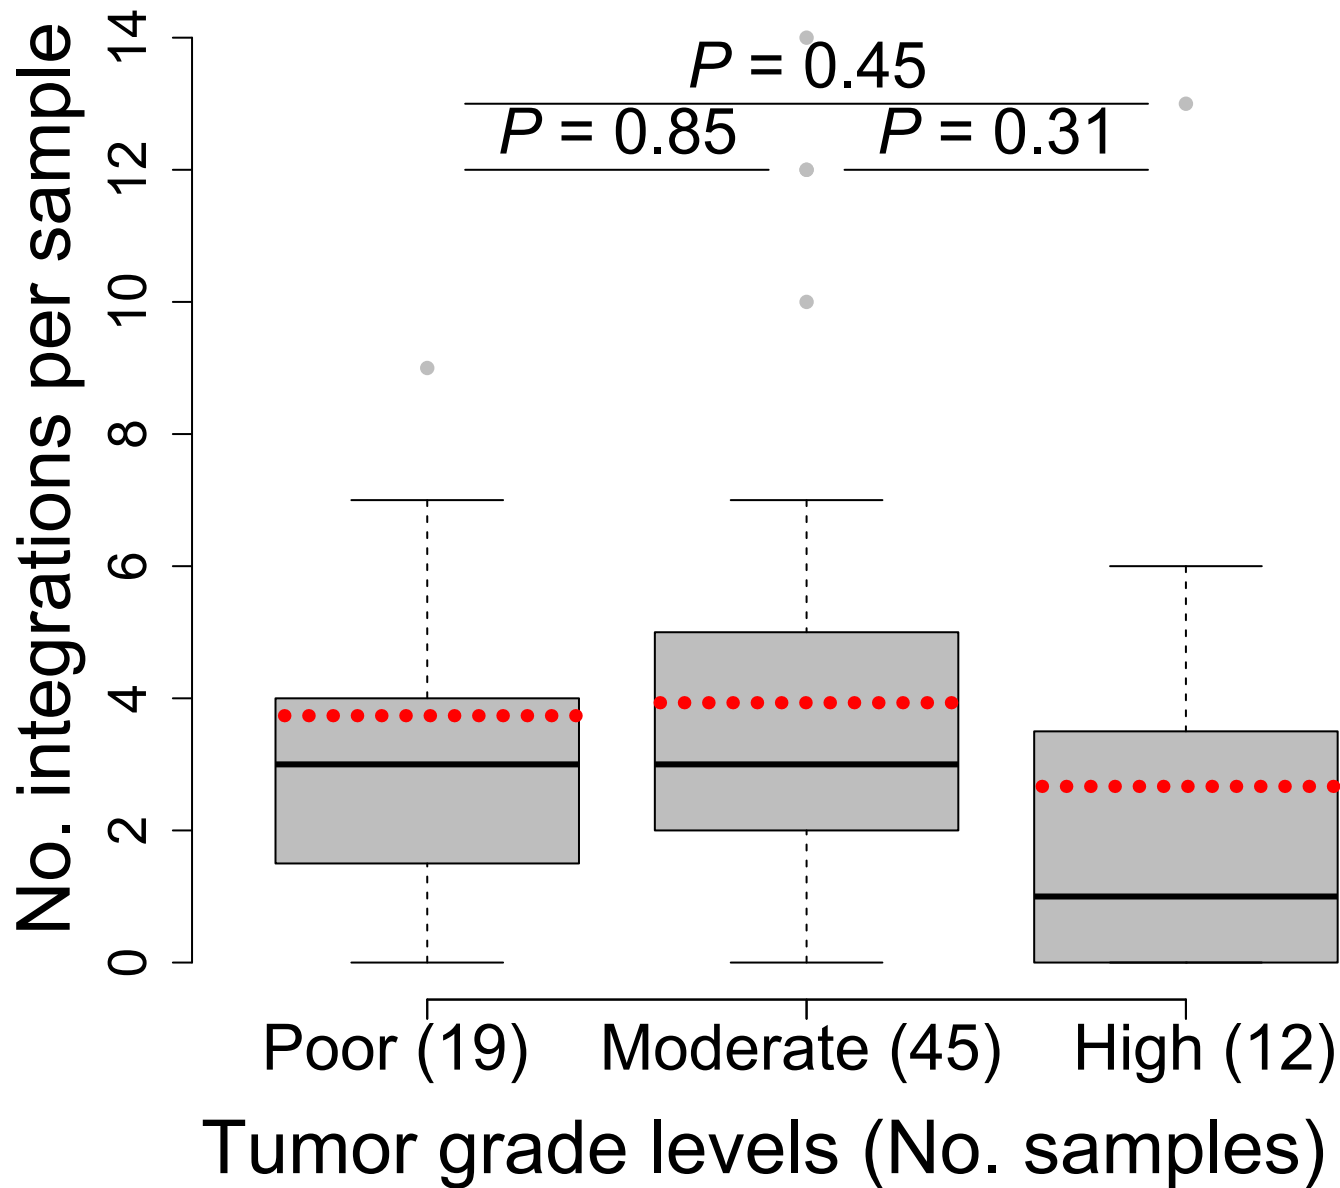 No. integrations per sample
14
12
10
8
6
4
2
0
P = 0.45
P = 0.85
P = 0.31
Poor (19)
Moderate (45)
High (12)
Tumor grade levels (No. samples)